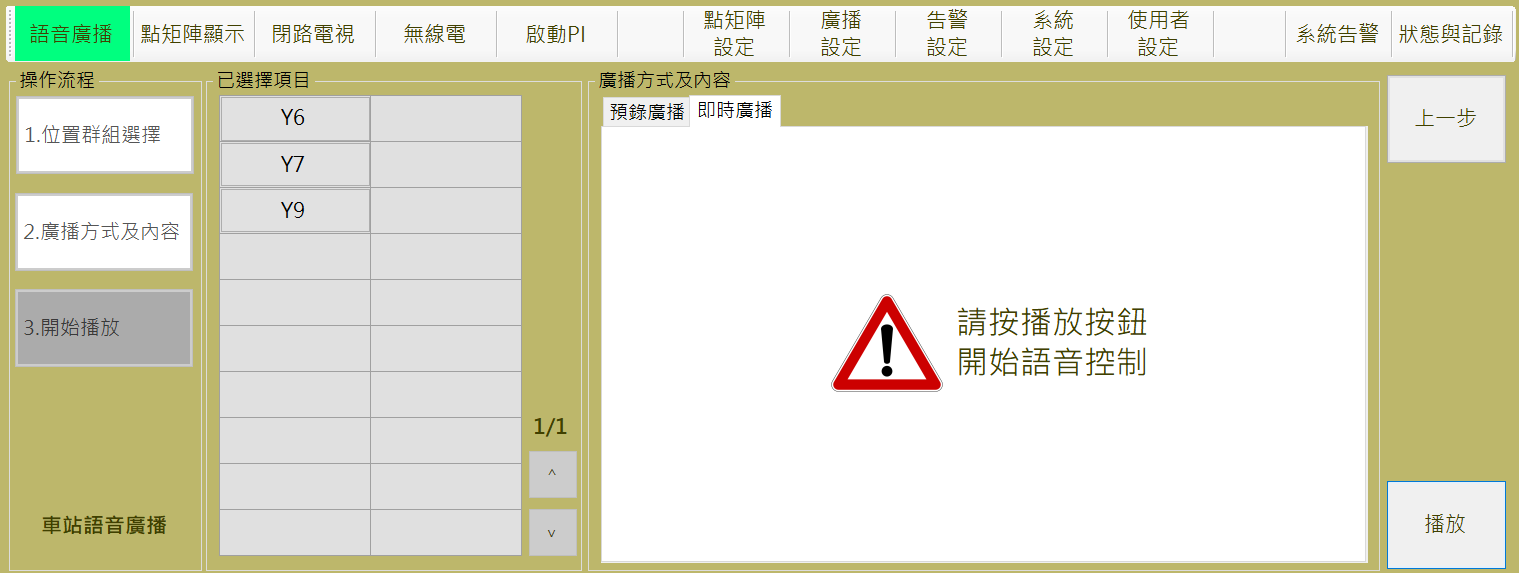 語音廣播
點矩陣顯示
閉路電視
無線電
啟動PI
點矩陣
設定
廣播
設定
告警
設定
系統
設定
使用者
設定
系統告警
狀態與記錄
操作流程
1.位置群組選擇
2.廣播方式及內容
3.開始播放
車站語音廣播
已選擇項目
Y6
Y7
Y9
1/1
^
v
廣播方式及內容
預錄廣播
即時廣播
請按播放按鈕
開始語音控制
上一步
播放